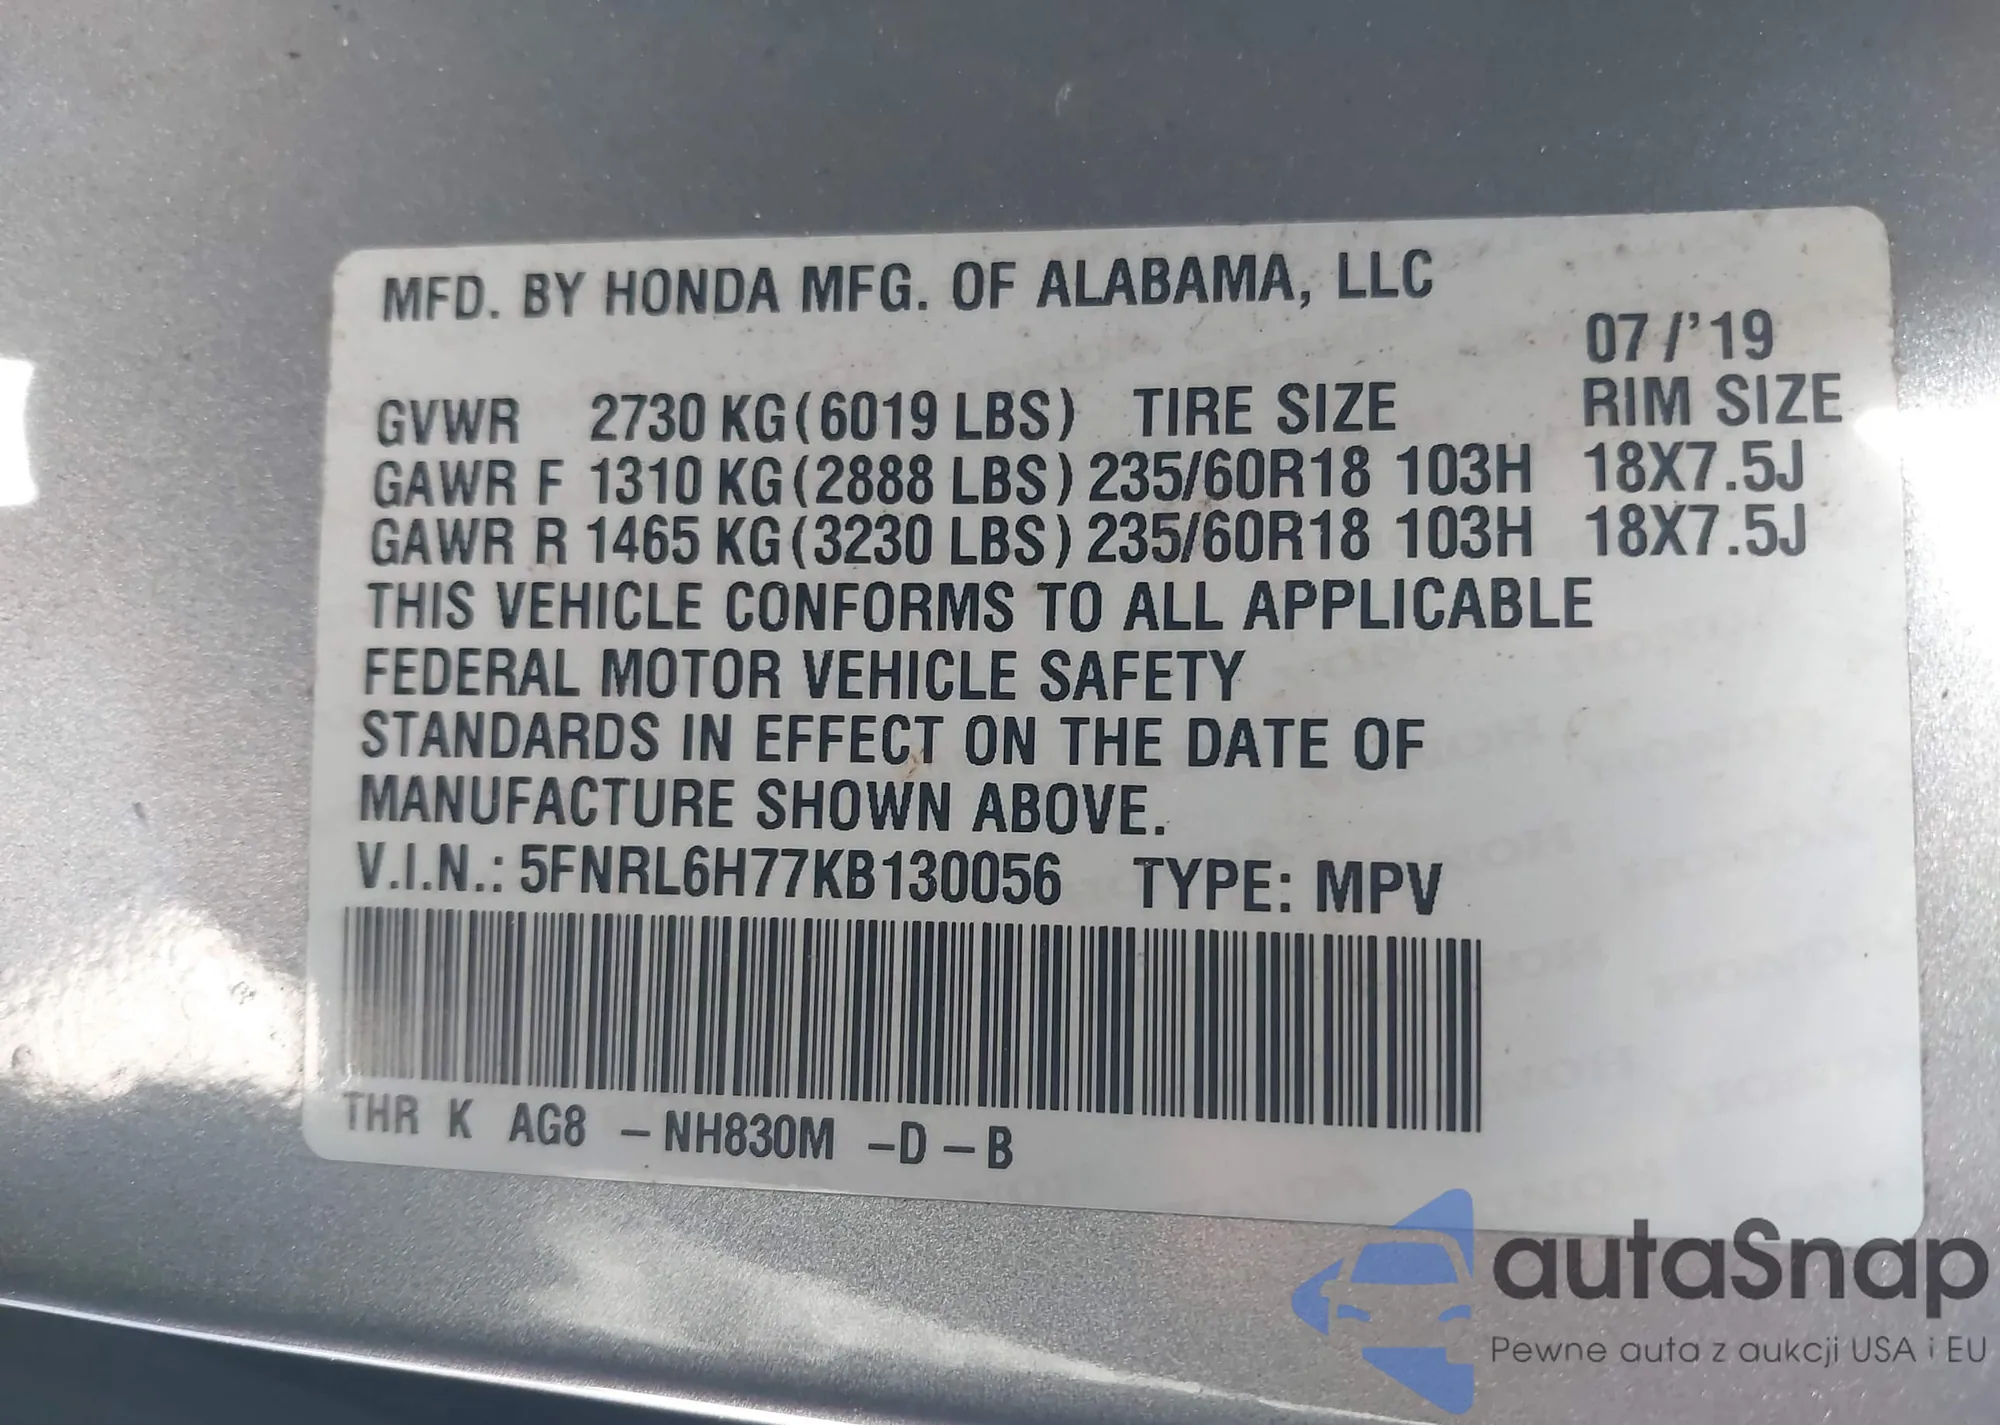 MFD. BY HONDA MFG. OF ALABAMA, LLC
07/'19
GVWR 2730 KG(6019 LBS) TIRE SIZE RIM SIZE
GAWR F 1310 KG(2888 LBS) 235/60R18 103H 18X7.5J
GAWR R 1465 KG(3230 LBS) 235/60R18 103H 18X7.5J
THIS VEHICLE CONFORMS TO ALL APPLICABLE
FEDERAL MOTOR VEHICLE SAFETY
STANDARDS IN EFFECT ON THE DATE OF
MANUFACTURE SHOWN ABOVE.
V.I.N.: 5FNRL6H77KB130056 TYPE: MPV
THR K AG8 -NH830M -D-B
autaSnap
Pewne auta z aukcji USA i EU